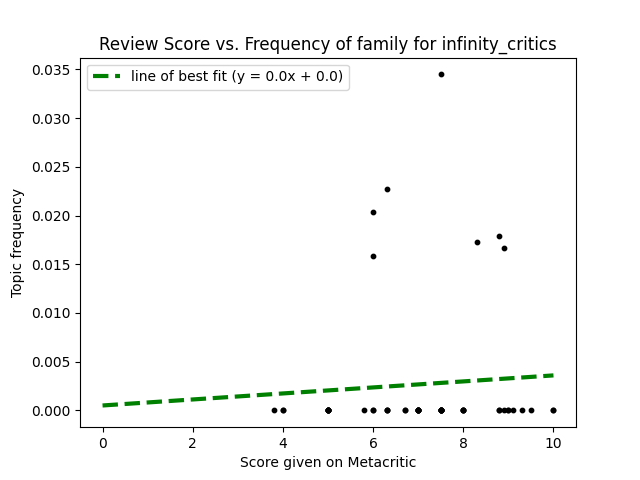 Review Score vs. Frequency of family for infinity_critics
line of best fit (y = 0.0x + 0.0)
0.035
0.030
0.025
0.020
0.015
0.010
0.005
0.000
Topic frequency
0 2 4 6 8 10
Score given on Metacritic